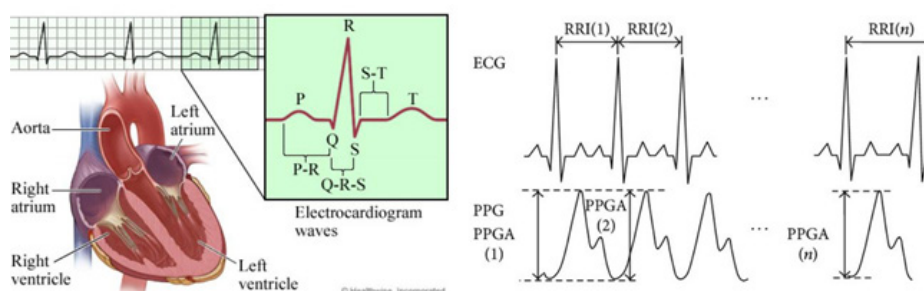 R
S-T
P
T
Q
S
P-R
Q-R-S
Electrocardiogram
waves
Left
atrium
Aorta
Right
atrium
Right
ventricle
Left
ventricle
RRI(1)
RRI(2)
RRI(n)
ECG
...
PPG
PPGA
(1)
PPGA
(2)
...
PPGA
(n)